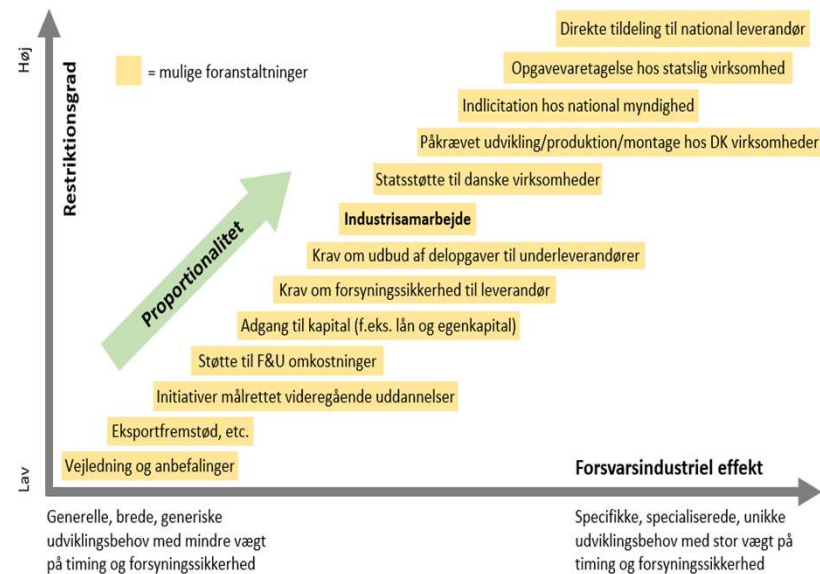 Høj
Restriktionsgrad
= mulige foranstaltninger
Direkte tildeling til national leverandør
Opgavevaretagelse hos statslig virksomhed
Indlicitation hos national myndighed
Påkrævet udvikling/produktion/montage hos DK virksomheder
Statsstøtte til danske virksomheder
Industrisamarbejde
Krav om udbud af delopgaver til underleverandører
Krav om forsyningssikkerhed til leverandør
Adgang til kapital (f.eks. lån og egenkapital)
Støtte til F&U omkostninger
Initiativer målrettet videregående uddannelser
Eksportfremstød, etc.
Vejledning og anbefalinger
Proportionalitet
Lav
Forsvarsindustriel effekt
Generelle, brede, generiske
udviklingsbehov med mindre vægt
på timing og forsyningssikkerhed
Specifikke, specialiserede, unikke
udviklingsbehov med stor vægt på
timing og forsyningssikkerhed